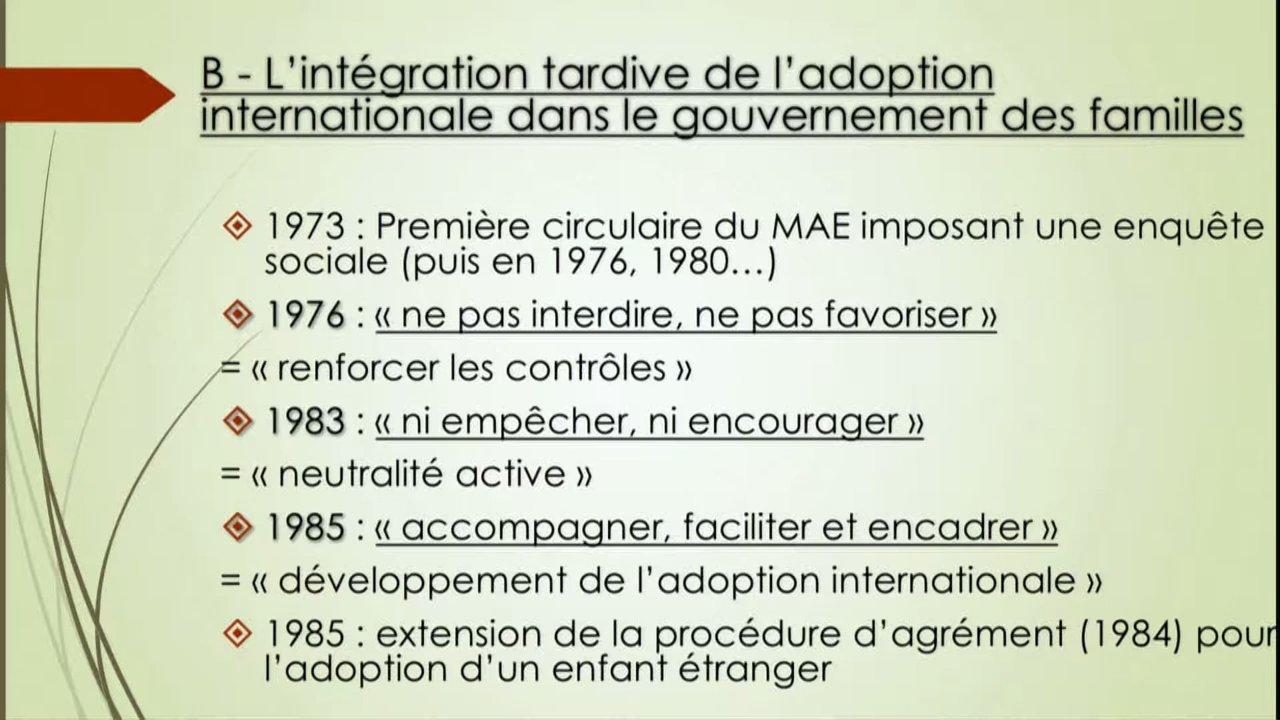 B - L’intégration tardive de l’adoption
internationale dans le gouvernement des familles
1973 : Première circulaire du MAE imposant une enquête
sociale (puis en 1976, 1980…)
1976 : « ne pas interdire, ne pas favoriser »
= « renforcer les contrôles »
1983 : « ni empêcher, ni encourager »
= « neutralité active »
1985 : « accompagner, faciliter et encadrer »
= « développement de l’adoption internationale »
1985 : extension de la procédure d’agrément (1984) pour
l’adoption d’un enfant étranger